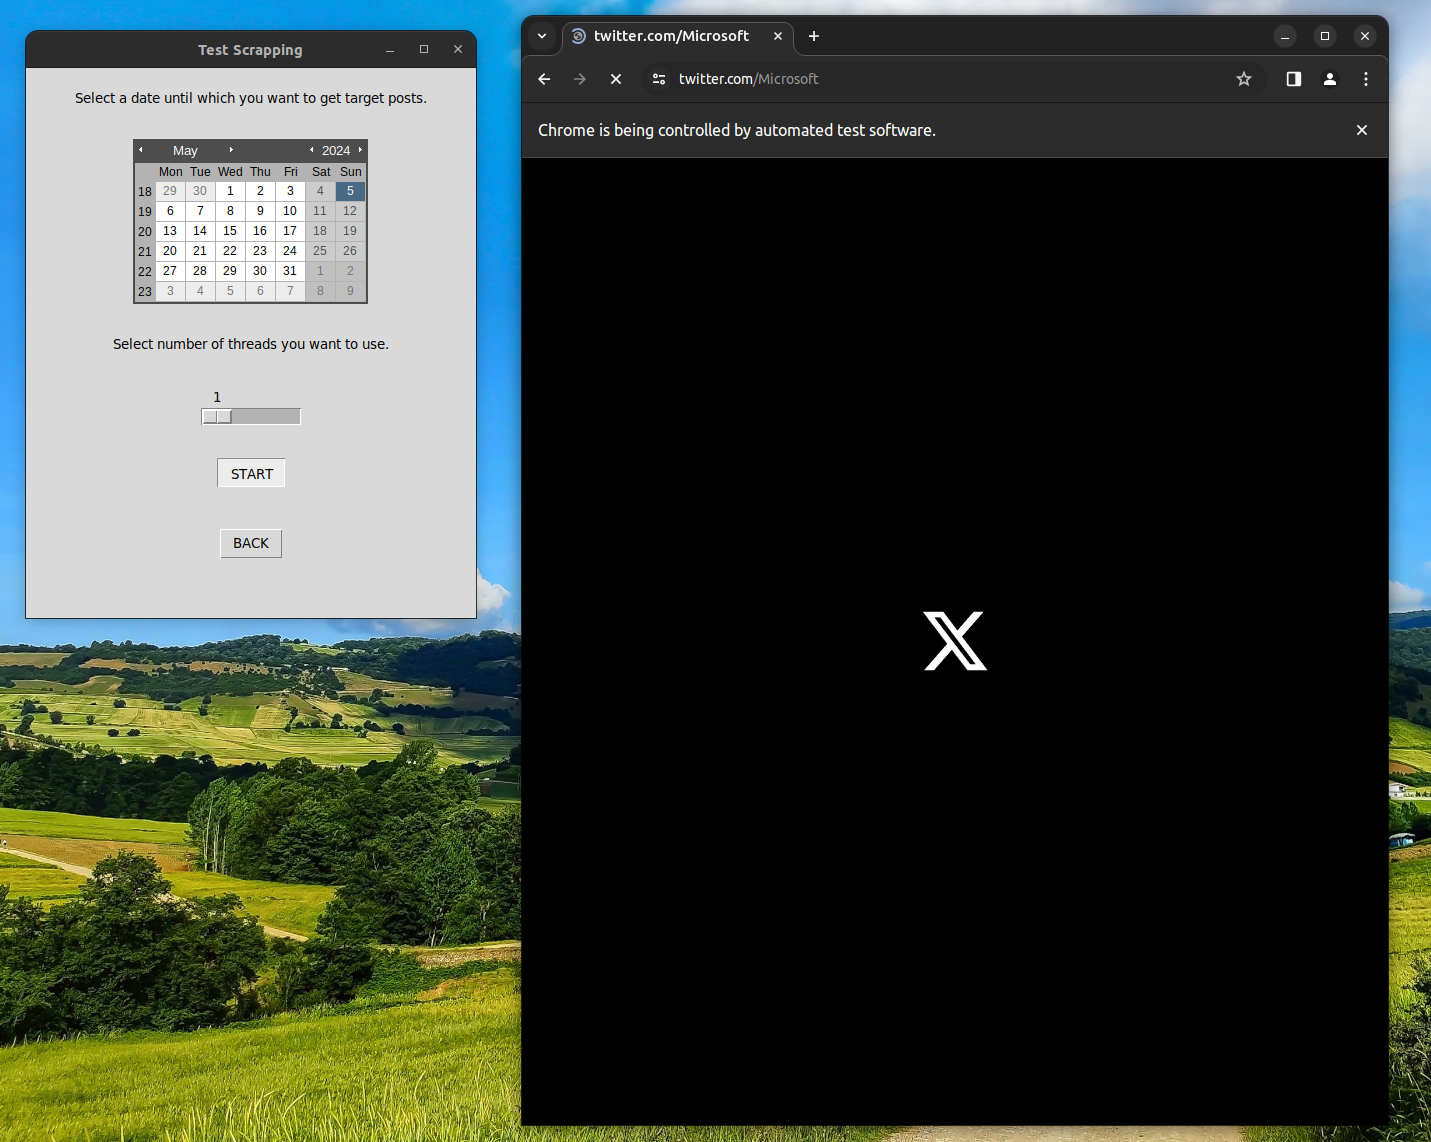 Test Scrapping
Select a date until which you want to get target posts.
May 2024
Mon Tue Wed Thu Fri Sat Sun
18 29 30 1 2 3 4 5
19 6 7 8 9 10 11 12
20 13 14 15 16 17 18 19
21 20 21 22 23 24 25 26
22 27 28 29 30 31 1 2
23 3 4 5 6 7 8 9
Select number of threads you want to use.
1
START
BACK
twitter.com/Microsoft
twitter.com/Microsoft
Chrome is being controlled by automated test software.
X